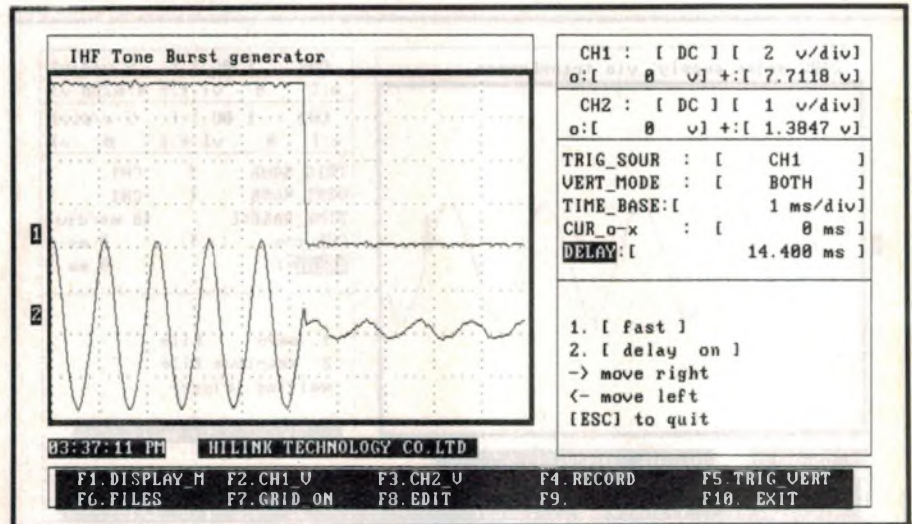 IHF Tone Burst generator
1
2
03:37:11 PM HILINK TECHNOLOGY CO.LTD
CH1 : [ DC ] [ 2 v/div]
o:[ 0 v] +:[ 7.7118 v]
CH2 : [ DC ] [ 1 v/div]
o:[ 0 v] +:[ 1.3847 v]
TRIG_SOUR : [ CH1 ]
VERT_MODE : [ BOTH ]
TIME_BASE:[ 1 ms/div]
CUR_o-x : [ 0 ms ]
DELAY:[ 14.400 ms ]
1. [ fast ]
2. [ delay on ]
-> move right
<- move left
[ESC] to quit
F1.DISPLAY_M F2.CH1_V F3.CH2_V F4.RECORD F5.TRIG_VERT
F6.FILES F7.GRID_ON F8.EDIT F9. F10. EXIT